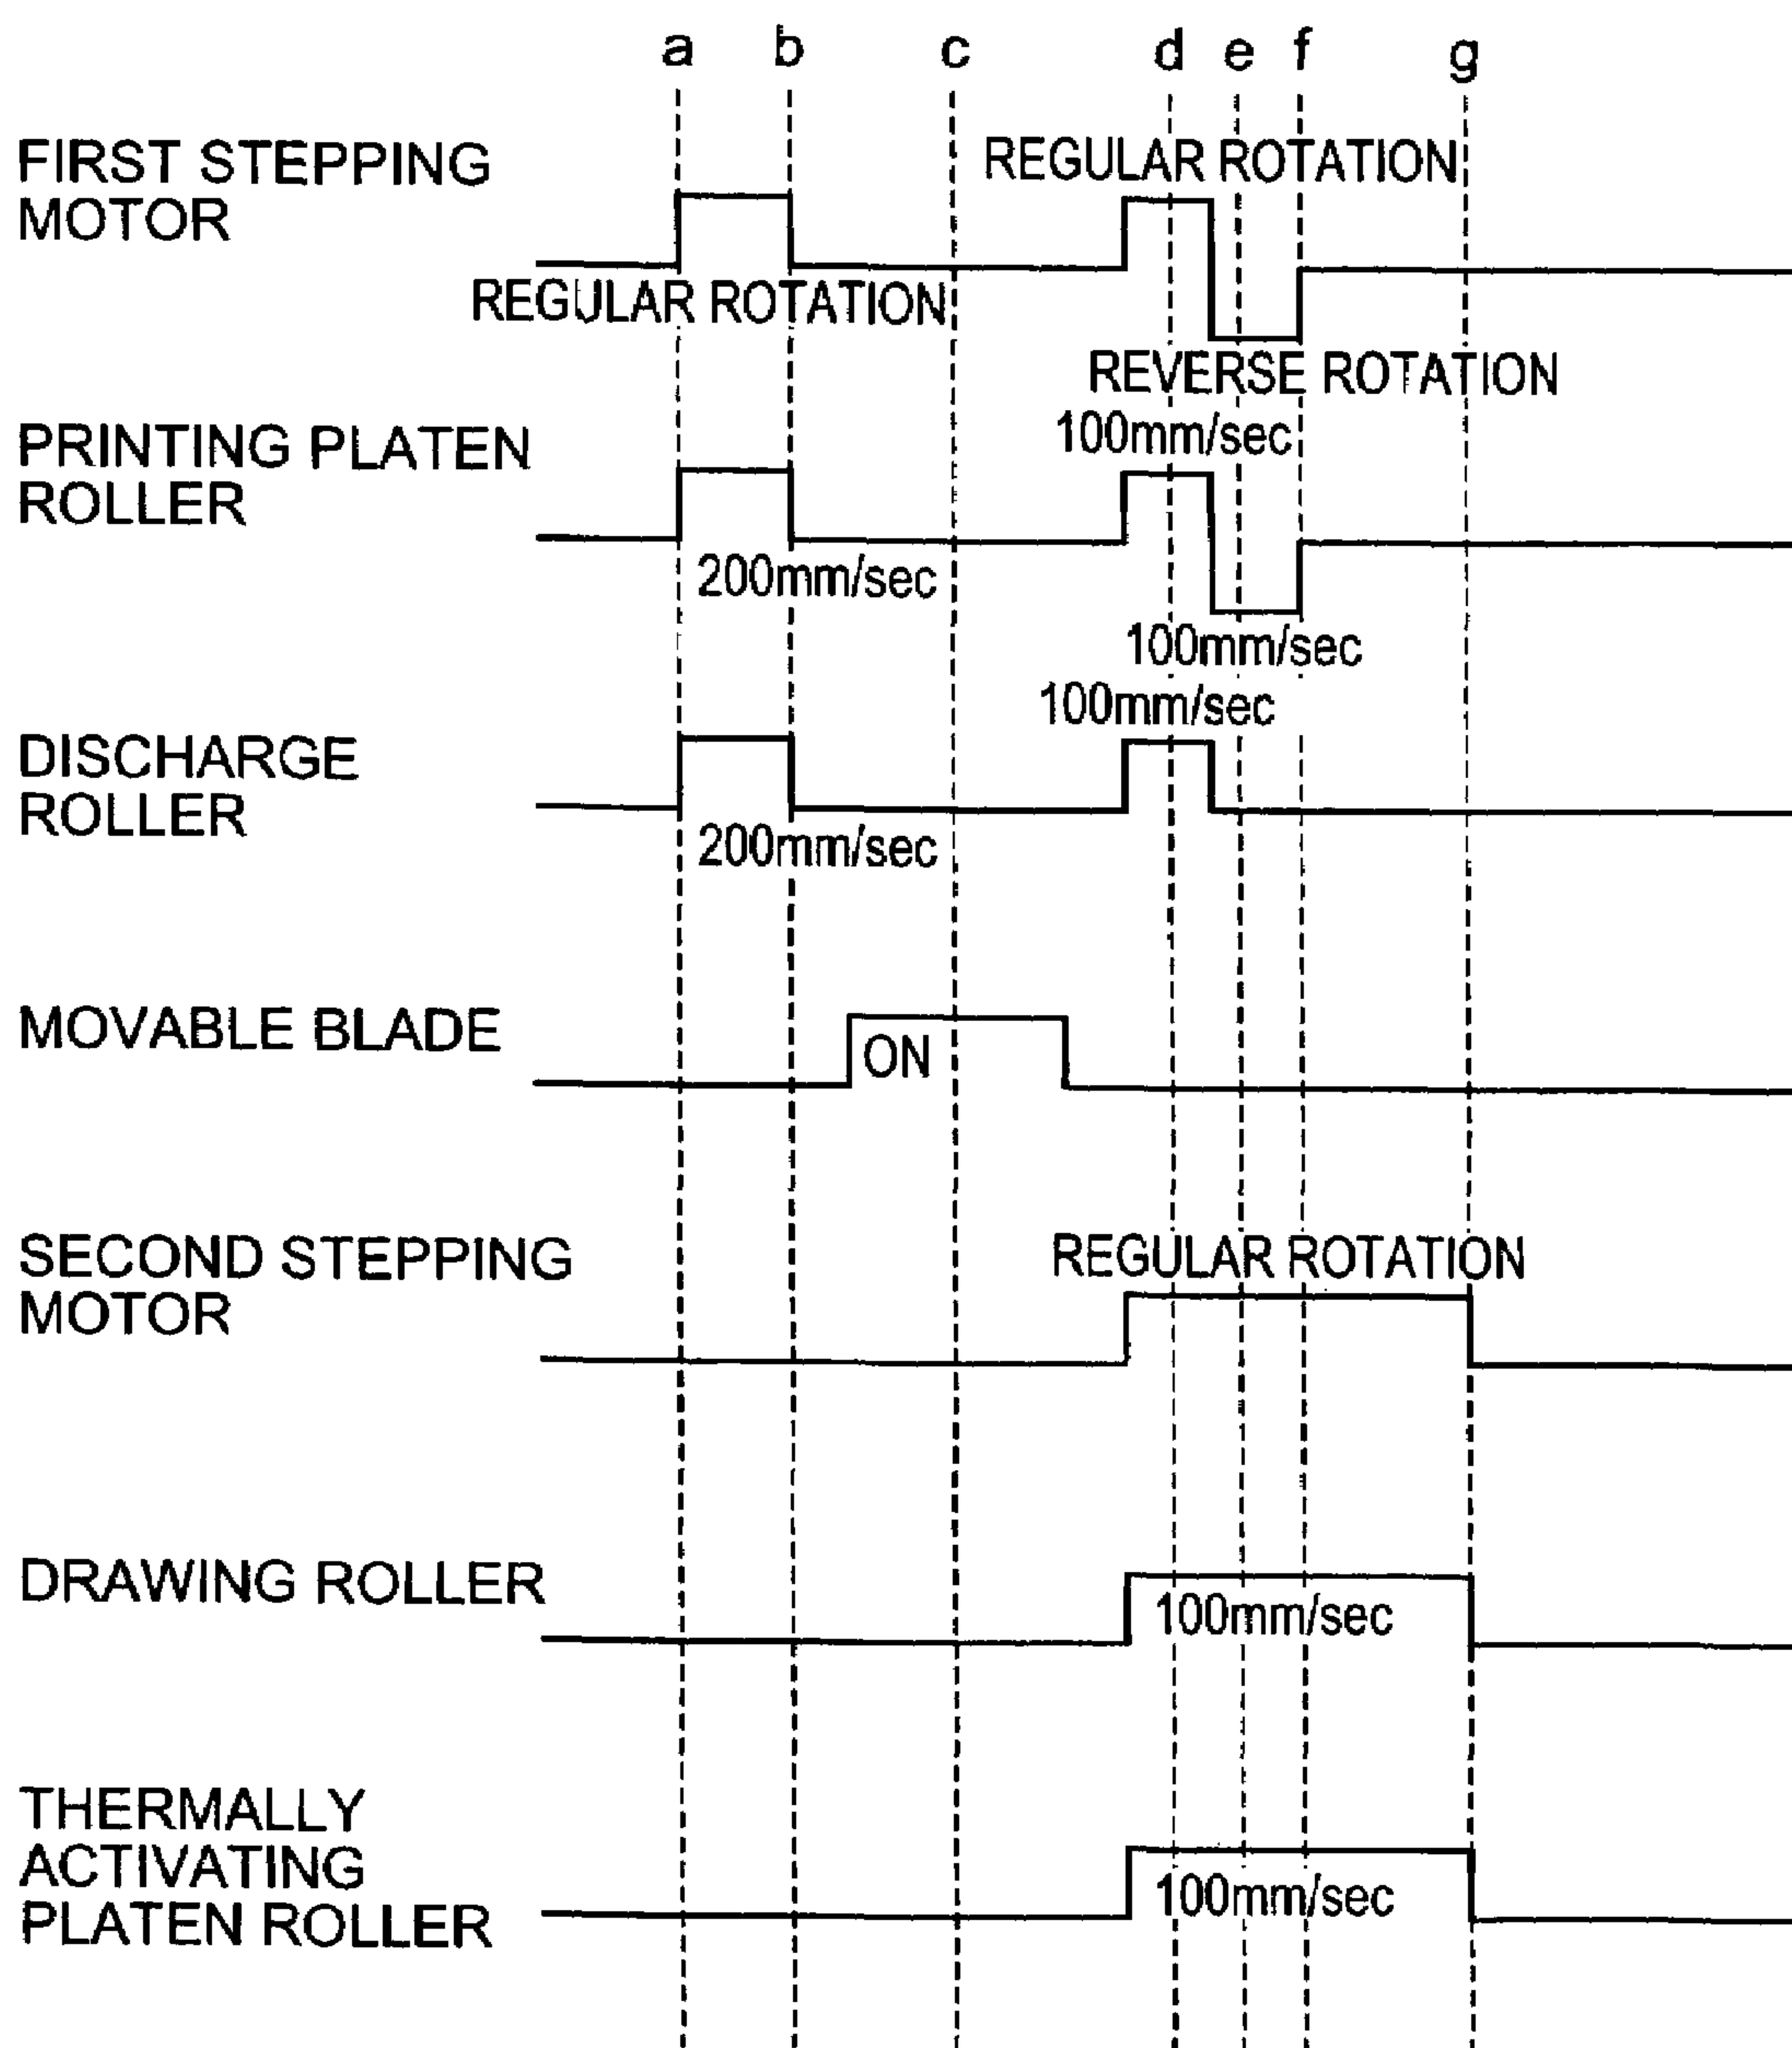 a b c d e f g
FIRST STEPPING
MOTOR
REGULAR ROTATION
REGULAR ROTATION
REVERSE ROTATION
PRINTING PLATEN
ROLLER
100mm/sec
200mm/sec
100mm/sec
DISCHARGE
ROLLER
100mm/sec
200mm/sec
MOVABLE BLADE
ON
SECOND STEPPING
MOTOR
REGULAR ROTATION
DRAWING ROLLER
100mm/sec
THERMALLY
ACTIVATING
PLATEN ROLLER
100mm/sec